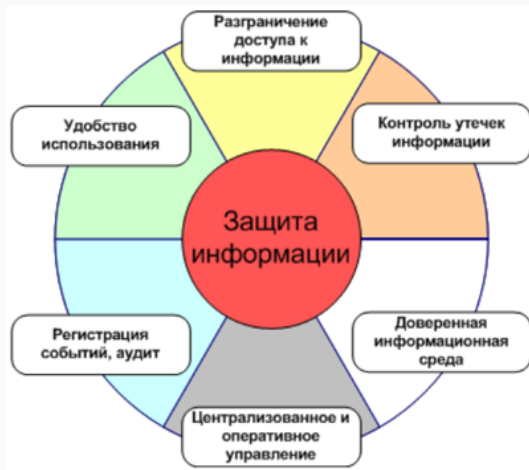 Разграничение
доступа к
информации
Удобство
использования
Контроль утечек
информации
Защита
информации
Регистрация
событий, аудит
Доверенная
информационная
среда
Централизованное и
оперативное
управление